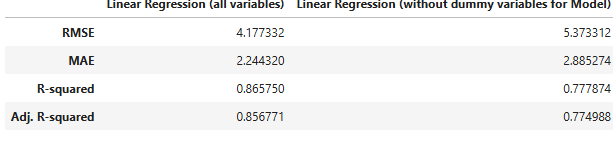 Linear Regression (all variables) Linear Regression (without dummy variables for Model)
RMSE 4.177332 5.373312
MAE 2.244320 2.885274
R-squared 0.865750 0.777874
Adj. R-squared 0.856771 0.774988